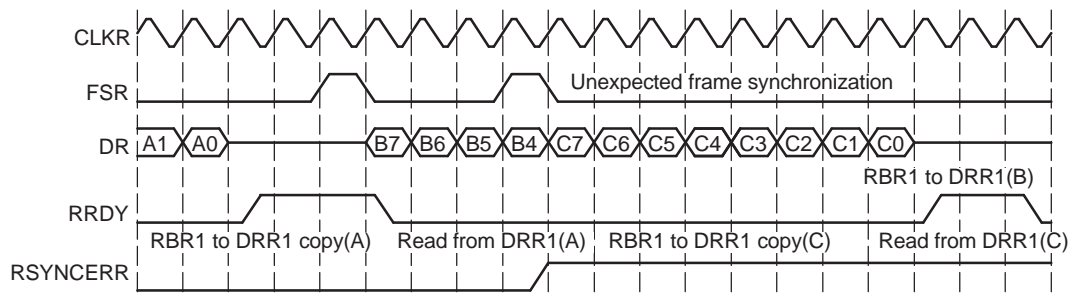 CLKR
FSR
Unexpected frame synchronization
DR A1 A0 B7 B6 B5 B4 C7 C6 C5 C4 C3 C2 C1 C0
RBR1 to DRR1(B)
RRDY
RBR1 to DRR1 copy(A) Read from DRR1(A) RBR1 to DRR1 copy(C) Read from DRR1(C)
RSYNCERR